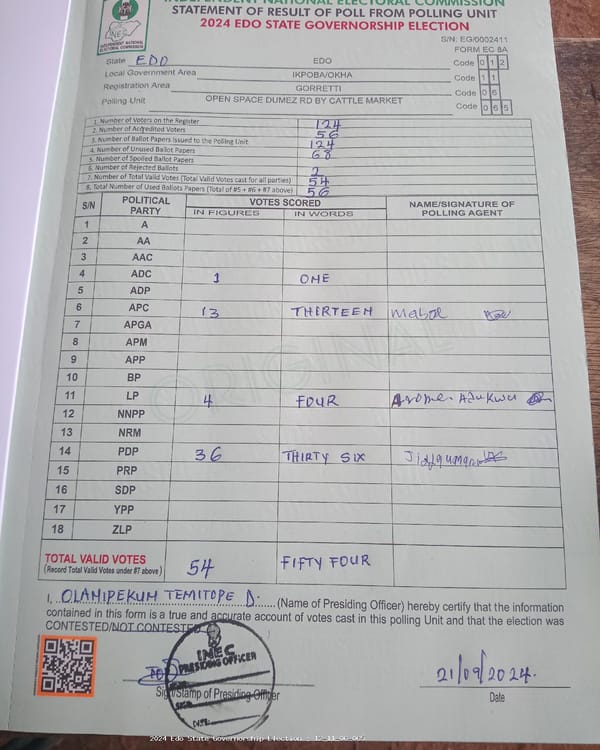 INDEPENDENT NATIONAL ELECTORAL COMMISSION
STATEMENT OF RESULT OF POLL FROM POLLING UNIT
2024 EDO STATE GOVERNORSHIP ELECTION
INEC
INDEPENDENT NATIONAL ELECTORAL COMMISSION
S/N: EG/0002411
FORM EC 8A
State EDO EDO Code 0 1 2
Local Government Area IKPOBA/OKHA Code 1 1
Registration Area GORRETTI Code 0 6
Polling Unit OPEN SPACE DUMEZ RD BY CATTLE MARKET Code 0 6 5
1. Number of Voters on the Register 124
2. Number of Accredited Voters 56
3. Number of Ballot Papers Issued to the Polling Unit 124
4. Number of Unused Ballot Papers 68
5. Number of Spoiled Ballot Papers
6. Number of Rejected Ballots 2
7. Number of Total Valid Votes (Total Valid Votes cast for all parties) 54
8. Total Number of Used Ballots Papers (Total of #5 + #6 + #7 above) 56
S/N POLITICAL PARTY VOTES SCORED NAME/SIGNATURE OF POLLING AGENT
IN FIGURES IN WORDS
1 A
2 AA
3 AAC
4 ADC 1 ONE
5 ADP
6 APC 13 THIRTEEN
7 APGA
8 APM
9 APP
10 BP
11 LP 4 FOUR
12 NNPP
13 NRM
14 PDP 36 THIRTY SIX
15 PRP
16 SDP
17 YPP
18 ZLP
ORIGINAL
TOTAL VALID VOTES 54 FIFTY FOUR
(Record Total Valid Votes under #7 above)
I, OLANIPEKUM TEMITOPE D. (Name of Presiding Officer) hereby certify that the information
contained in this form is a true and accurate account of votes cast in this polling Unit and that the election was
CONTESTED/NOT CONTESTED
INEC
PRESIDING OFFICER
SIGN:
DATE:
21/09/2024.
Sign/Stamp of Presiding Officer Date
2024 Edo State Governorship Election : 12_11_06_065